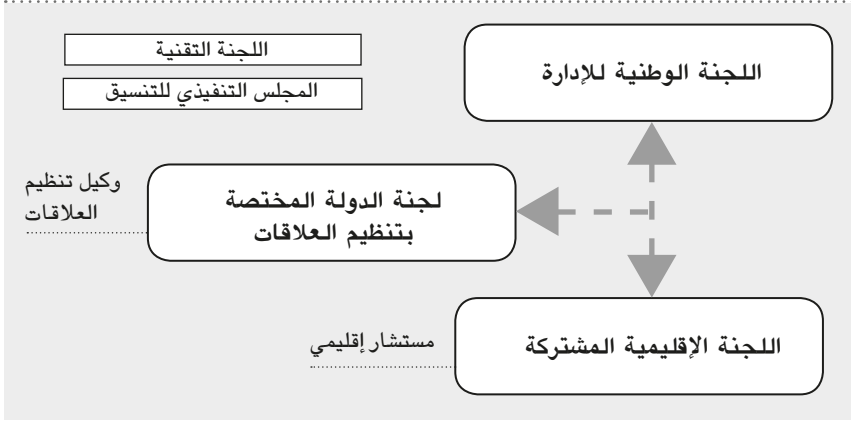 اللجنة الوطنية للإدارة
اللجنة التقنية
المجلس التنفيذي للتنسيق
لجنة الدولة المختصة
بتنظيم العلاقات
وكيل تنظيم
العلاقات
اللجنة الإقليمية المشتركة
مستشار إقليمي